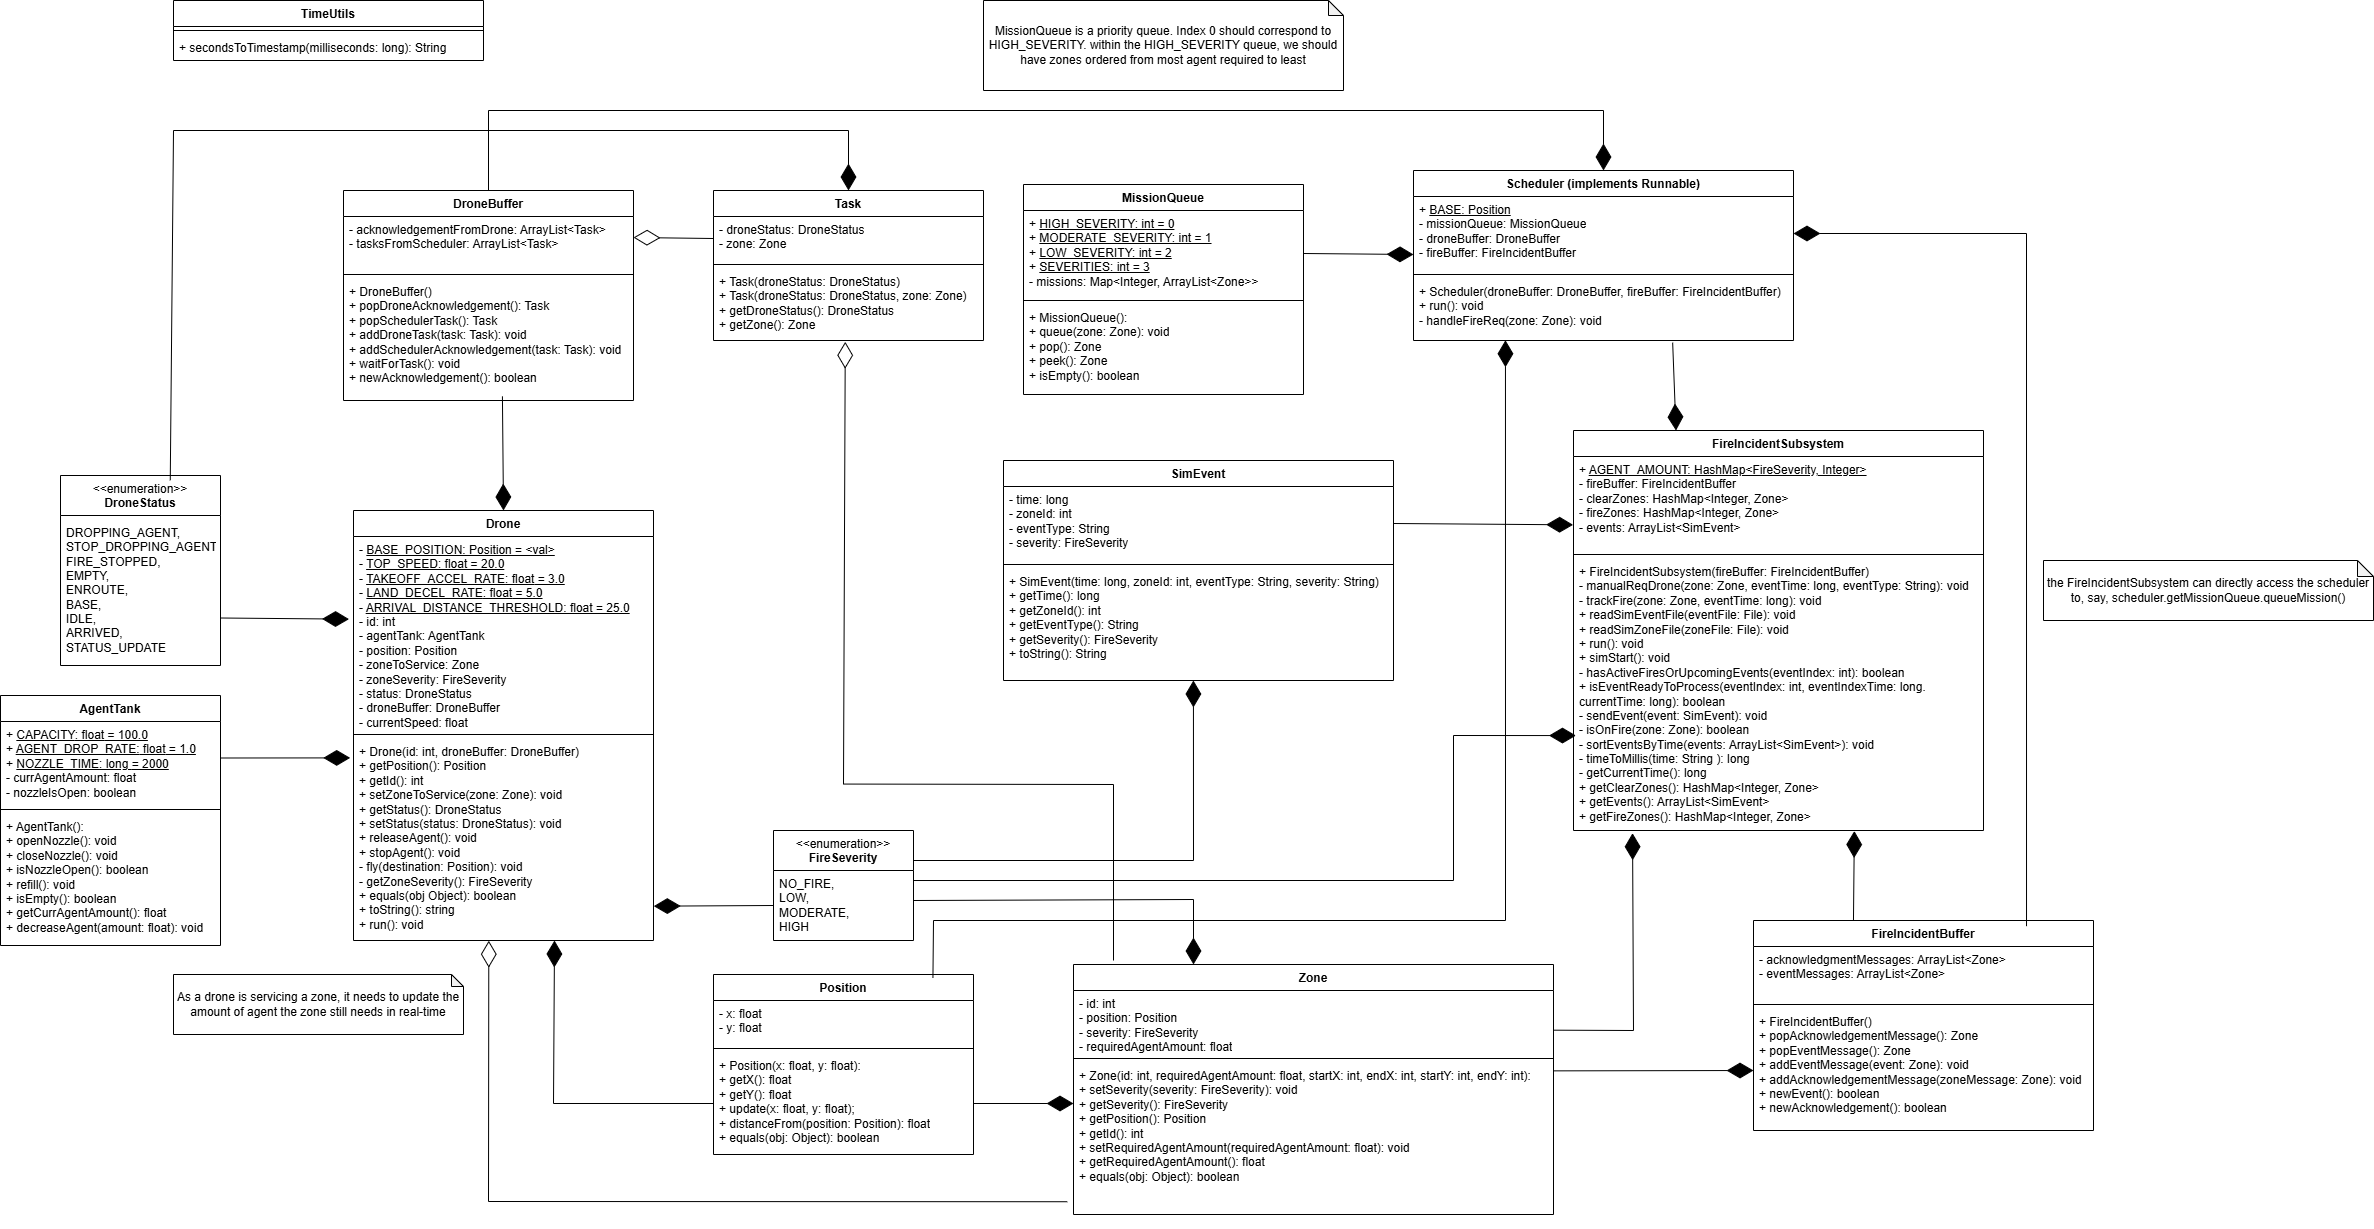 TimeUtils
+ secondsToTimestamp(milliseconds: long): String
MissionQueue is a priority queue. Index 0 should correspond to
HIGH_SEVERITY. within the HIGH_SEVERITY queue, we should
have zones ordered from most agent required to least
DroneBuffer
- acknowledgementFromDrone: ArrayList<Task>
- tasksFromScheduler: ArrayList<Task>
+ DroneBuffer()
+ popDroneAcknowledgement(): Task
+ popSchedulerTask(): Task
+ addDroneTask(task: Task): void
+ addSchedulerAcknowledgement(task: Task): void
+ waitForTask(): void
+ newAcknowledgement(): boolean
Task
- droneStatus: DroneStatus
- zone: Zone
+ Task(droneStatus: DroneStatus)
+ Task(droneStatus: DroneStatus, zone: Zone)
+ getDroneStatus(): DroneStatus
+ getZone(): Zone
MissionQueue
+ HIGH_SEVERITY: int = 0
+ MODERATE_SEVERITY: int = 1
+ LOW_SEVERITY: int = 2
+ SEVERITIES: int = 3
- missions: Map<Integer, ArrayList<Zone>>
+ MissionQueue():
+ queue(zone: Zone): void
+ pop(): Zone
+ peek(): Zone
+ isEmpty(): boolean
Scheduler (implements Runnable)
+ BASE: Position
- missionQueue: MissionQueue
- droneBuffer: DroneBuffer
- fireBuffer: FireIncidentBuffer
+ Scheduler(droneBuffer: DroneBuffer, fireBuffer: FireIncidentBuffer)
+ run(): void
- handleFireReq(zone: Zone): void
<<enumeration>>
DroneStatus
DROPPING_AGENT,
STOP_DROPPING_AGENT
FIRE_STOPPED,
EMPTY,
ENROUTE,
BASE,
IDLE,
ARRIVED,
STATUS_UPDATE
Drone
- BASE_POSITION: Position = <val>
- TOP_SPEED: float = 20.0
- TAKEOFF_ACCEL_RATE: float = 3.0
- LAND_DECEL_RATE: float = 5.0
- ARRIVAL_DISTANCE_THRESHOLD: float = 25.0
- id: int
- agentTank: AgentTank
- position: Position
- zoneToService: Zone
- zoneSeverity: FireSeverity
- status: DroneStatus
- droneBuffer: DroneBuffer
- currentSpeed: float
+ Drone(id: int, droneBuffer: DroneBuffer)
+ getPosition(): Position
+ getId(): int
+ setZoneToService(zone: Zone): void
+ getStatus(): DroneStatus
+ setStatus(status: DroneStatus): void
+ releaseAgent(): void
+ stopAgent(): void
- fly(destination: Position): void
- getZoneSeverity(): FireSeverity
+ equals(obj Object): boolean
+ toString(): string
+ run(): void
SimEvent
- time: long
- zoneId: int
- eventType: String
- severity: FireSeverity
+ SimEvent(time: long, zoneId: int, eventType: String, severity: String)
+ getTime(): long
+ getZoneId(): int
+ getEventType(): String
+ getSeverity(): FireSeverity
+ toString(): String
FireIncidentSubsystem
+ AGENT_AMOUNT: HashMap<FireSeverity, Integer>
- fireBuffer: FireIncidentBuffer
- clearZones: HashMap<Integer, Zone>
- fireZones: HashMap<Integer, Zone>
- events: ArrayList<SimEvent>
+ FireIncidentSubsystem(fireBuffer: FireIncidentBuffer)
- manualReqDrone(zone: Zone, eventTime: long, eventType: String): void
- trackFire(zone: Zone, eventTime: long): void
+ readSimEventFile(eventFile: File): void
+ readSimZoneFile(zoneFile: File): void
+ run(): void
+ simStart(): void
- hasActiveFiresOrUpcomingEvents(eventIndex: int): boolean
+ isEventReadyToProcess(eventIndex: int, eventIndexTime: long.
currentTime: long): boolean
- sendEvent(event: SimEvent): void
- isOnFire(zone: Zone): boolean
- sortEventsByTime(events: ArrayList<SimEvent>): void
- timeToMillis(time: String ): long
- getCurrentTime(): long
+ getClearZones(): HashMap<Integer, Zone>
+ getEvents(): ArrayList<SimEvent>
+ getFireZones(): HashMap<Integer, Zone>
the FireIncidentSubsystem can directly access the scheduler
to, say, scheduler.getMissionQueue.queueMission()
AgentTank
+ CAPACITY: float = 100.0
+ AGENT_DROP_RATE: float = 1.0
+ NOZZLE_TIME: long = 2000
- currAgentAmount: float
- nozzleIsOpen: boolean
+ AgentTank():
+ openNozzle(): void
+ closeNozzle(): void
+ isNozzleOpen(): boolean
+ refill(): void
+ isEmpty(): boolean
+ getCurrAgentAmount(): float
+ decreaseAgent(amount: float): void
<<enumeration>>
FireSeverity
NO_FIRE,
LOW,
MODERATE,
HIGH
As a drone is servicing a zone, it needs to update the
amount of agent the zone still needs in real-time
Position
- x: float
- y: float
+ Position(x: float, y: float):
+ getX(): float
+ getY(): float
+ update(x: float, y: float);
+ distanceFrom(position: Position): float
+ equals(obj: Object): boolean
Zone
- id: int
- position: Position
- severity: FireSeverity
- requiredAgentAmount: float
+ Zone(id: int, requiredAgentAmount: float, startX: int, endX: int, startY: int, endY: int):
+ setSeverity(severity: FireSeverity): void
+ getSeverity(): FireSeverity
+ getPosition(): Position
+ getId(): int
+ setRequiredAgentAmount(requiredAgentAmount: float): void
+ getRequiredAgentAmount(): float
+ equals(obj: Object): boolean
FireIncidentBuffer
- acknowledgmentMessages: ArrayList<Zone>
- eventMessages: ArrayList<Zone>
+ FireIncidentBuffer()
+ popAcknowledgementMessage(): Zone
+ popEventMessage(): Zone
+ addEventMessage(event: Zone): void
+ addAcknowledgementMessage(zoneMessage: Zone): void
+ newEvent(): boolean
+ newAcknowledgement(): boolean